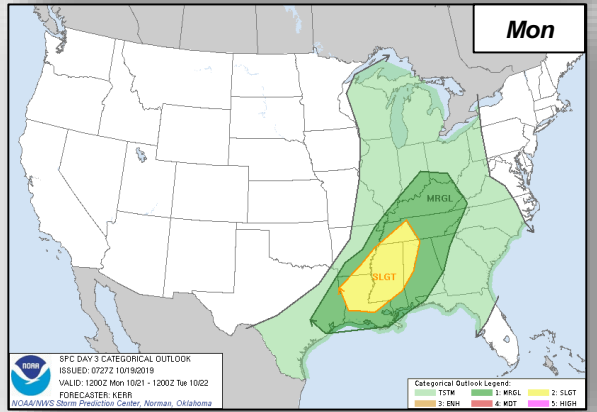 Mon
MRGL
SLGT
NOAA
SPC DAY 3 CATEGORICAL OUTLOOK
ISSUED: 0727Z 10/19/2019
VALID: 1200Z Mon 10/21 - 1200Z Tue 10/22
FORECASTER: KERR
NOAA/NWS Storm Prediction Center, Norman, Oklahoma
Categorical Outlook Legend:
TSTM 1: MRGL 2: SLGT
3: ENH 4: MDT 5: HIGH